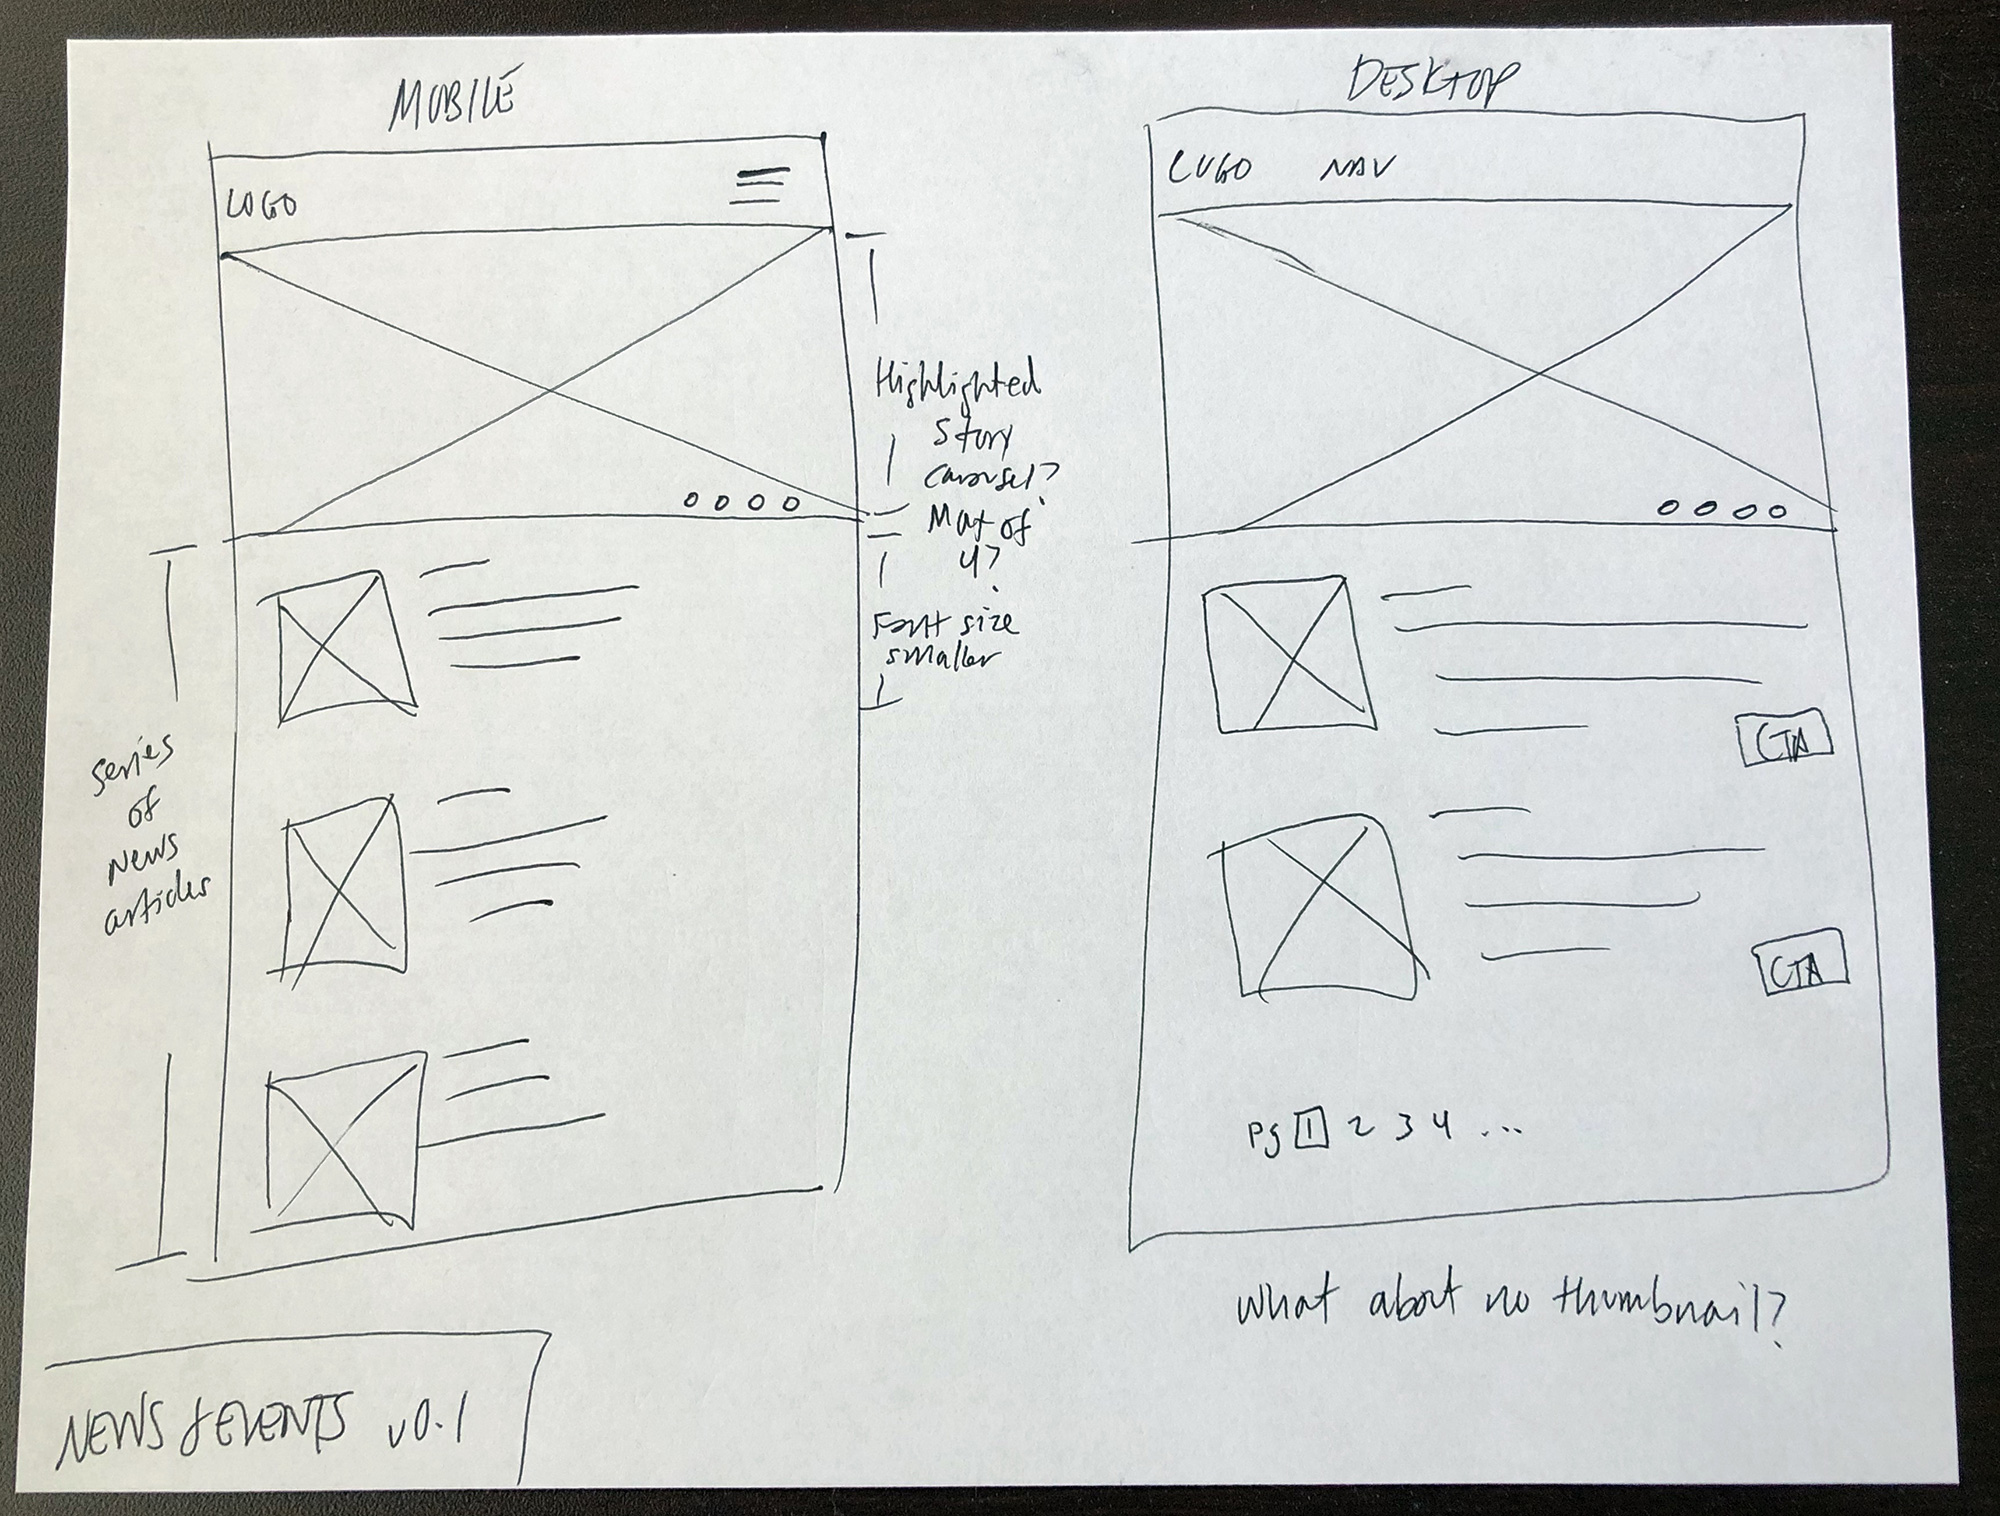 MOBILE
LOGO
Highlighted
Story
carousel?
Max of
4?
Font size
smaller
series
of
news
articles
NEWS & EVENTS v0.1
DESKTOP
LOGO NAV
CTA
CTA
Pg 1 2 3 4 ...
What about no thumbnail?